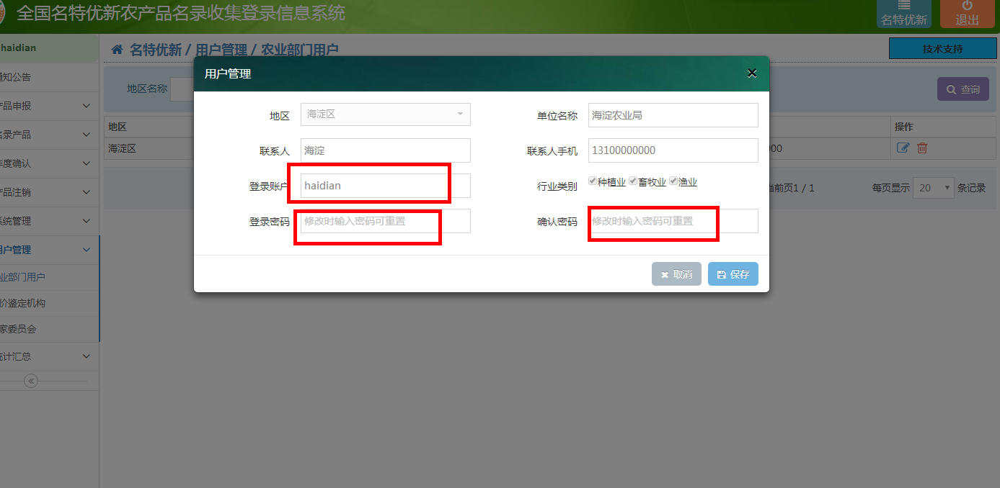 全国名特优新农产品名录收集登录信息系统
名特优新
退出
haidian
通知公告
产品申报
名录产品
年度确认
产品注销
系统管理
用户管理
业部门用户
价鉴定机构
家委员会
统计汇总
名特优新 / 用户管理 / 农业部门用户
技术支持
地区名称
查询
地区
操作
海淀区
000
当前页1 / 1
每页显示 20 条记录
用户管理
地区 海淀区
单位名称 海淀农业局
联系人 海淀
联系人手机 13100000000
登录账户 haidian
行业类别 种植业 畜牧业 渔业
登录密码 修改时输入密码可重置
确认密码 修改时输入密码可重置
取消
保存